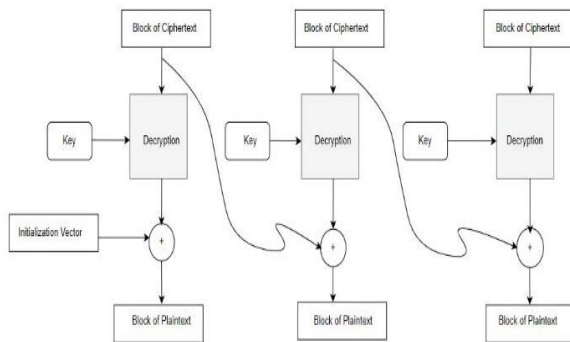 Block of Ciphertext
Block of Ciphertext
Block of Ciphertext
Key
Decryption
Key
Decryption
Key
Decryption
Initialization Vector
+
+
+
Block of Plaintext
Block of Plaintext
Block of Plaintext